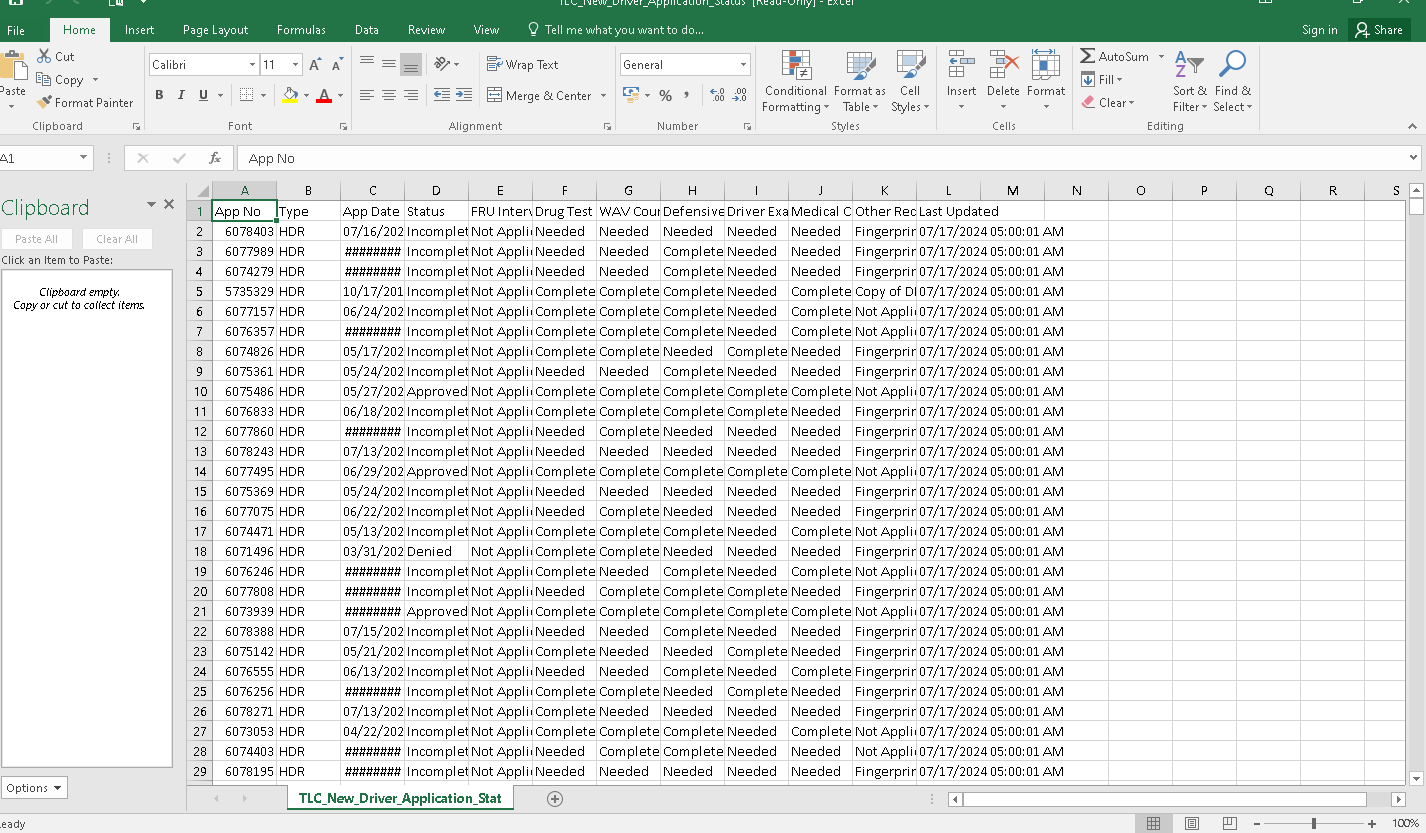 TLC_New_Driver_Application_Status [Read-Only] - Excel
File Home Insert Page Layout Formulas Data Review View Tell me what you want to do... Sign in Share
Paste Cut Copy Format Painter Clipboard
Calibri 11 B I U Font
Wrap Text Merge & Center Alignment
General % , Number
Conditional Formatting Format as Table Cell Styles Styles
Insert Delete Format Cells
AutoSum Fill Clear Sort & Filter Find & Select Editing
A1 fx App No
Clipboard
Paste All Clear All
Click an Item to Paste:
Clipboard empty.
Copy or cut to collect items.
Options
A B C D E F G H I J K L M N O P Q R S
1 App No Type App Date Status FRU Interv Drug Test WAV Cour Defensive Driver Exa Medical C Other Rec Last Updated
2 6078403 HDR 07/16/202 Incomplet Not Appli Needed Needed Needed Needed Needed Fingerprir 07/17/2024 05:00:01 AM
3 6077989 HDR ######## Incomplet Not Appli Needed Needed Complete Needed Needed Fingerprir 07/17/2024 05:00:01 AM
4 6074279 HDR ######## Incomplet Not Appli Needed Needed Complete Needed Needed Fingerprir 07/17/2024 05:00:01 AM
5 5735329 HDR 10/17/201 Incomplet Not Appli Complete Complete Complete Needed Complete Copy of DI 07/17/2024 05:00:01 AM
6 6077157 HDR 06/24/202 Incomplet Not Appli Complete Complete Complete Needed Complete Not Appli 07/17/2024 05:00:01 AM
7 6076357 HDR ######## Incomplet Not Appli Complete Complete Complete Needed Complete Not Appli 07/17/2024 05:00:01 AM
8 6074826 HDR 05/17/202 Incomplet Not Appli Complete Complete Needed Complete Needed Fingerprir 07/17/2024 05:00:01 AM
9 6075361 HDR 05/24/202 Incomplet Not Appli Needed Needed Complete Needed Needed Fingerprir 07/17/2024 05:00:01 AM
10 6075486 HDR 05/27/202 Approved Not Appli Complete Complete Complete Complete Complete Not Appli 07/17/2024 05:00:01 AM
11 6076833 HDR 06/18/202 Incomplet Not Appli Complete Complete Complete Complete Needed Fingerprir 07/17/2024 05:00:01 AM
12 6077860 HDR ######## Incomplet Not Appli Needed Complete Needed Needed Needed Fingerprir 07/17/2024 05:00:01 AM
13 6078243 HDR 07/13/202 Incomplet Not Appli Needed Needed Needed Needed Needed Fingerprir 07/17/2024 05:00:01 AM
14 6077495 HDR 06/29/202 Approved Not Appli Complete Complete Complete Complete Complete Not Appli 07/17/2024 05:00:01 AM
15 6075369 HDR 05/24/202 Incomplet Not Appli Needed Needed Needed Needed Needed Fingerprir 07/17/2024 05:00:01 AM
16 6077075 HDR 06/22/202 Incomplet Not Appli Needed Needed Needed Needed Needed Fingerprir 07/17/2024 05:00:01 AM
17 6074471 HDR 05/13/202 Incomplet Not Appli Complete Complete Complete Needed Complete Not Appli 07/17/2024 05:00:01 AM
18 6071496 HDR 03/31/202 Denied Not Appli Complete Complete Needed Needed Needed Fingerprir 07/17/2024 05:00:01 AM
19 6076246 HDR ######## Incomplet Not Appli Complete Needed Complete Needed Complete Not Appli 07/17/2024 05:00:01 AM
20 6077808 HDR ######## Incomplet Not Appli Needed Complete Complete Complete Needed Fingerprir 07/17/2024 05:00:01 AM
21 6073939 HDR ######## Approved Not Appli Complete Complete Complete Complete Complete Not Appli 07/17/2024 05:00:01 AM
22 6078388 HDR 07/15/202 Incomplet Not Appli Needed Needed Complete Needed Needed Fingerprir 07/17/2024 05:00:01 AM
23 6075142 HDR 05/21/202 Incomplet Not Appli Complete Needed Needed Complete Needed Fingerprir 07/17/2024 05:00:01 AM
24 6076555 HDR 06/13/202 Incomplet Not Appli Needed Needed Complete Needed Complete Fingerprir 07/17/2024 05:00:01 AM
25 6076256 HDR ######## Incomplet Not Appli Complete Complete Needed Complete Needed Fingerprir 07/17/2024 05:00:01 AM
26 6078271 HDR 07/13/202 Incomplet Not Appli Complete Needed Needed Needed Needed Fingerprir 07/17/2024 05:00:01 AM
27 6073053 HDR 04/22/202 Incomplet Not Appli Complete Complete Complete Needed Complete Not Appli 07/17/2024 05:00:01 AM
28 6074403 HDR ######## Incomplet Not Appli Needed Complete Complete Needed Needed Not Appli 07/17/2024 05:00:01 AM
29 6078195 HDR ######## Incomplet Not Appli Needed Needed Needed Needed Needed Fingerprir 07/17/2024 05:00:01 AM
TLC_New_Driver_Application_Stat
eady 100%